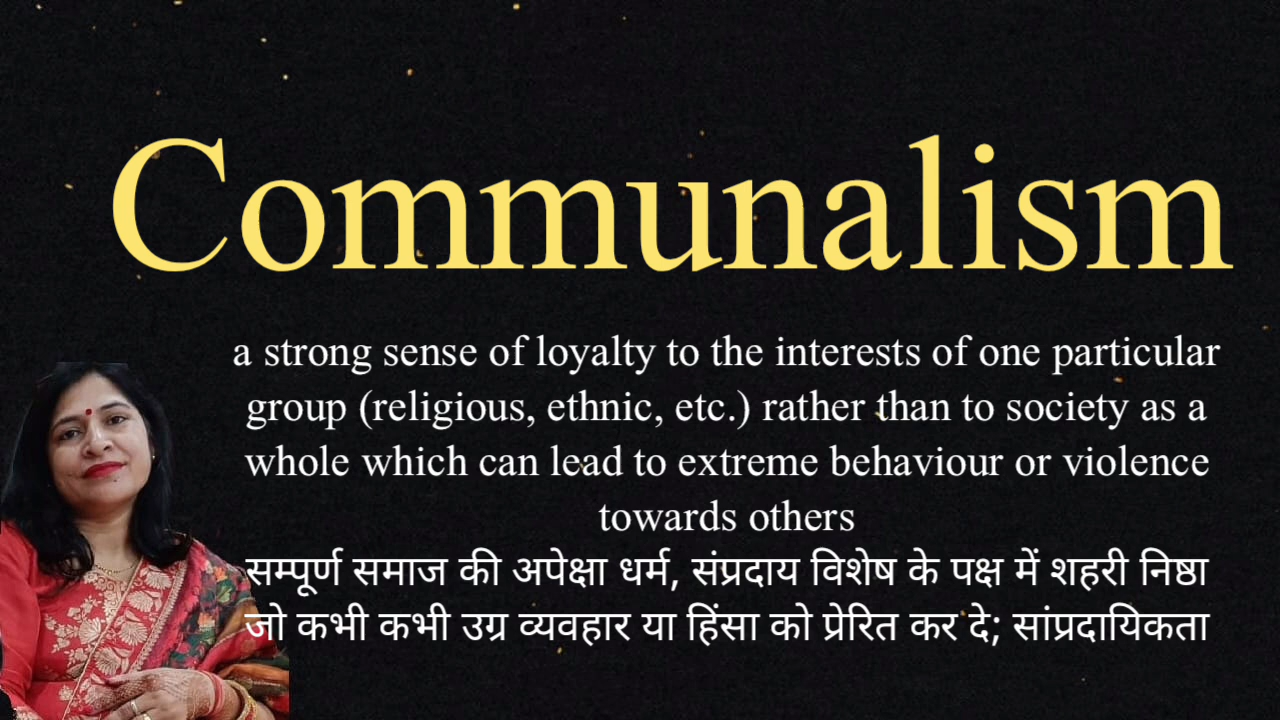 Communalism
a strong sense of loyalty to the interests of one particular
group (religious, ethnic, etc.) rather than to society as a
whole which can lead to extreme behaviour or violence
towards others
सम्पूर्ण समाज की अपेक्षा धर्म, संप्रदाय विशेष के पक्ष में शहरी निष्ठा
जो कभी कभी उग्र व्यवहार या हिंसा को प्रेरित कर दे; सांप्रदायिकता